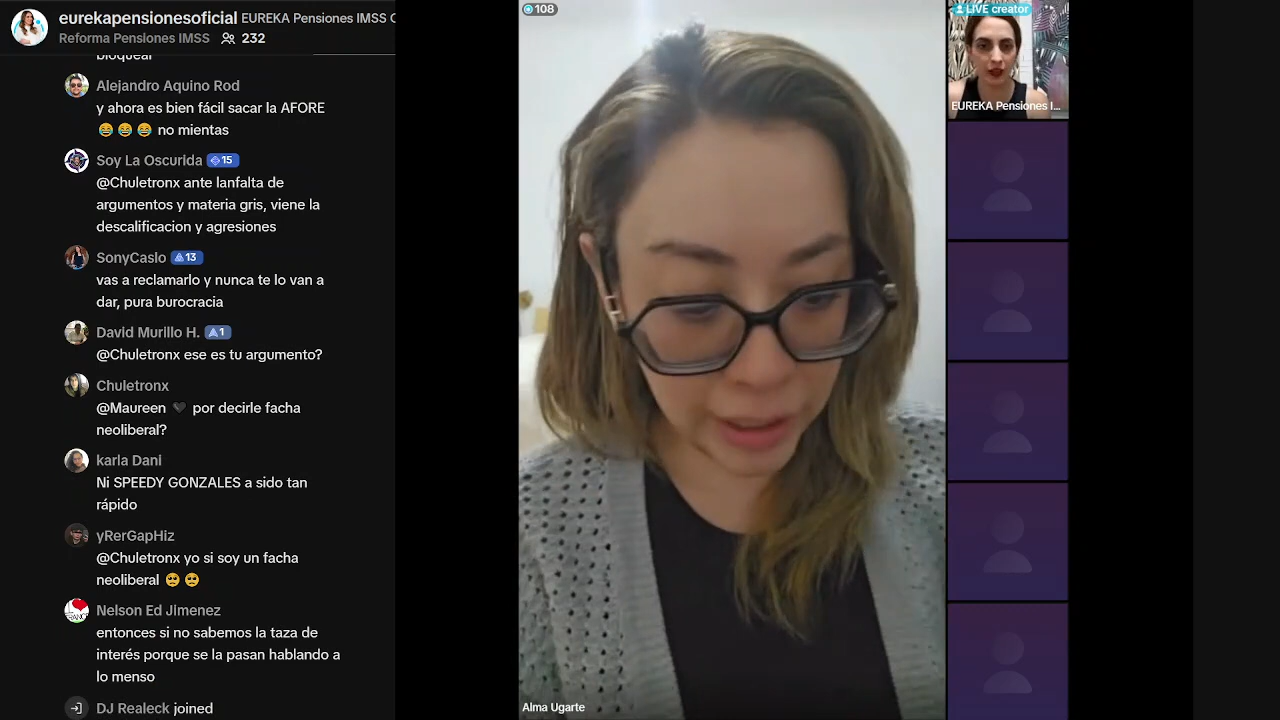 eurekapensionesoficial EUREKA Pensiones IMSS
Reforma Pensiones IMSS 232
bloquear
Alejandro Aquino Rod
y ahora es bien fácil sacar la AFORE
😂 😂 😂 no mientas
Soy La Oscurida 15
@Chuletronx ante lanfalta de
argumentos y materia gris, viene la
descalificacion y agresiones
SonyCaslo 13
vas a reclamarlo y nunca te lo van a
dar, pura burocracia
David Murillo H. 1
@Chuletronx ese es tu argumento?
Chuletronx
@Maureen 🖤 por decirle facha
neoliberal?
karla Dani
Ni SPEEDY GONZALES a sido tan
rápido
yRerGapHiz
@Chuletronx yo si soy un facha
neoliberal 🥺 🥺
Nelson Ed Jimenez
entonces si no sabemos la taza de
interés porque se la pasan hablando a
lo menso
DJ Realeck joined
108
Alma Ugarte
LIVE creator
EUREKA Pensiones I...